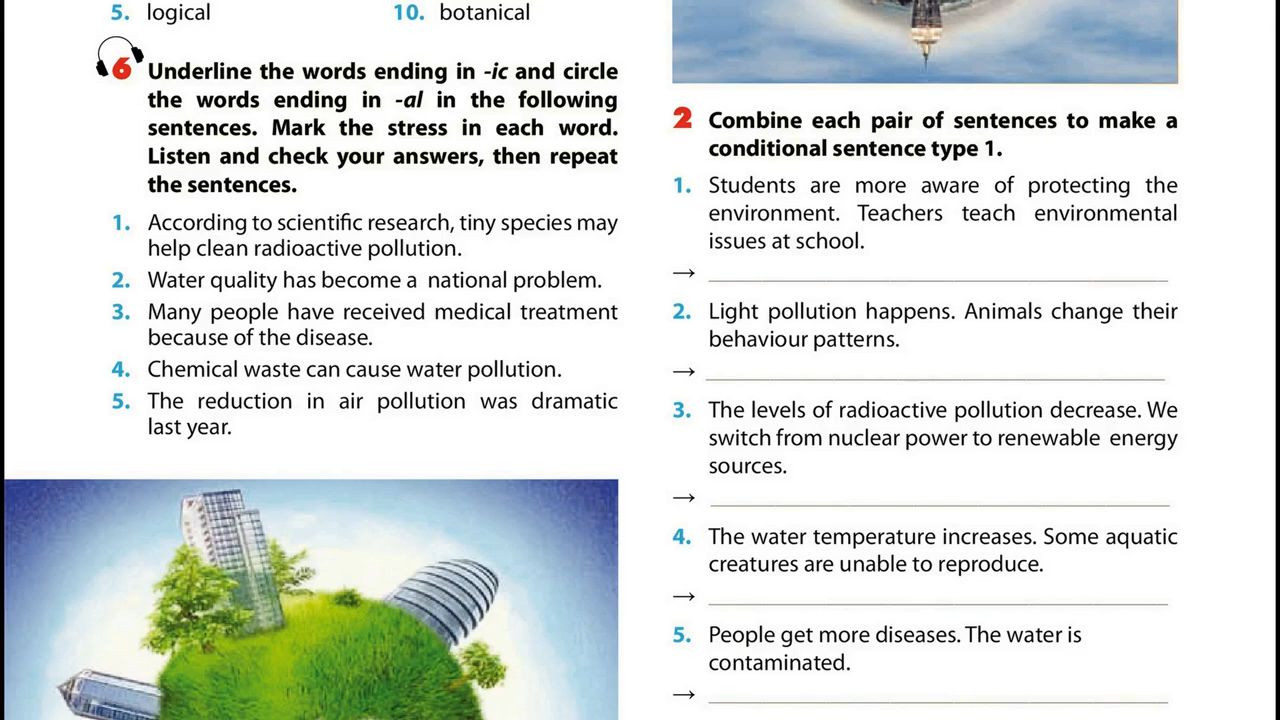 5. logical
10. botanical
6 Underline the words ending in -ic and circle
the words ending in -al in the following
sentences. Mark the stress in each word.
Listen and check your answers, then repeat
the sentences.
1. According to scientific research, tiny species may
help clean radioactive pollution.
2. Water quality has become a national problem.
3. Many people have received medical treatment
because of the disease.
4. Chemical waste can cause water pollution.
5. The reduction in air pollution was dramatic
last year.
2 Combine each pair of sentences to make a
conditional sentence type 1.
1. Students are more aware of protecting the
environment. Teachers teach environmental
issues at school.
→
2. Light pollution happens. Animals change their
behaviour patterns.
→
3. The levels of radioactive pollution decrease. We
switch from nuclear power to renewable energy
sources.
→
4. The water temperature increases. Some aquatic
creatures are unable to reproduce.
→
5. People get more diseases. The water is
contaminated.
→